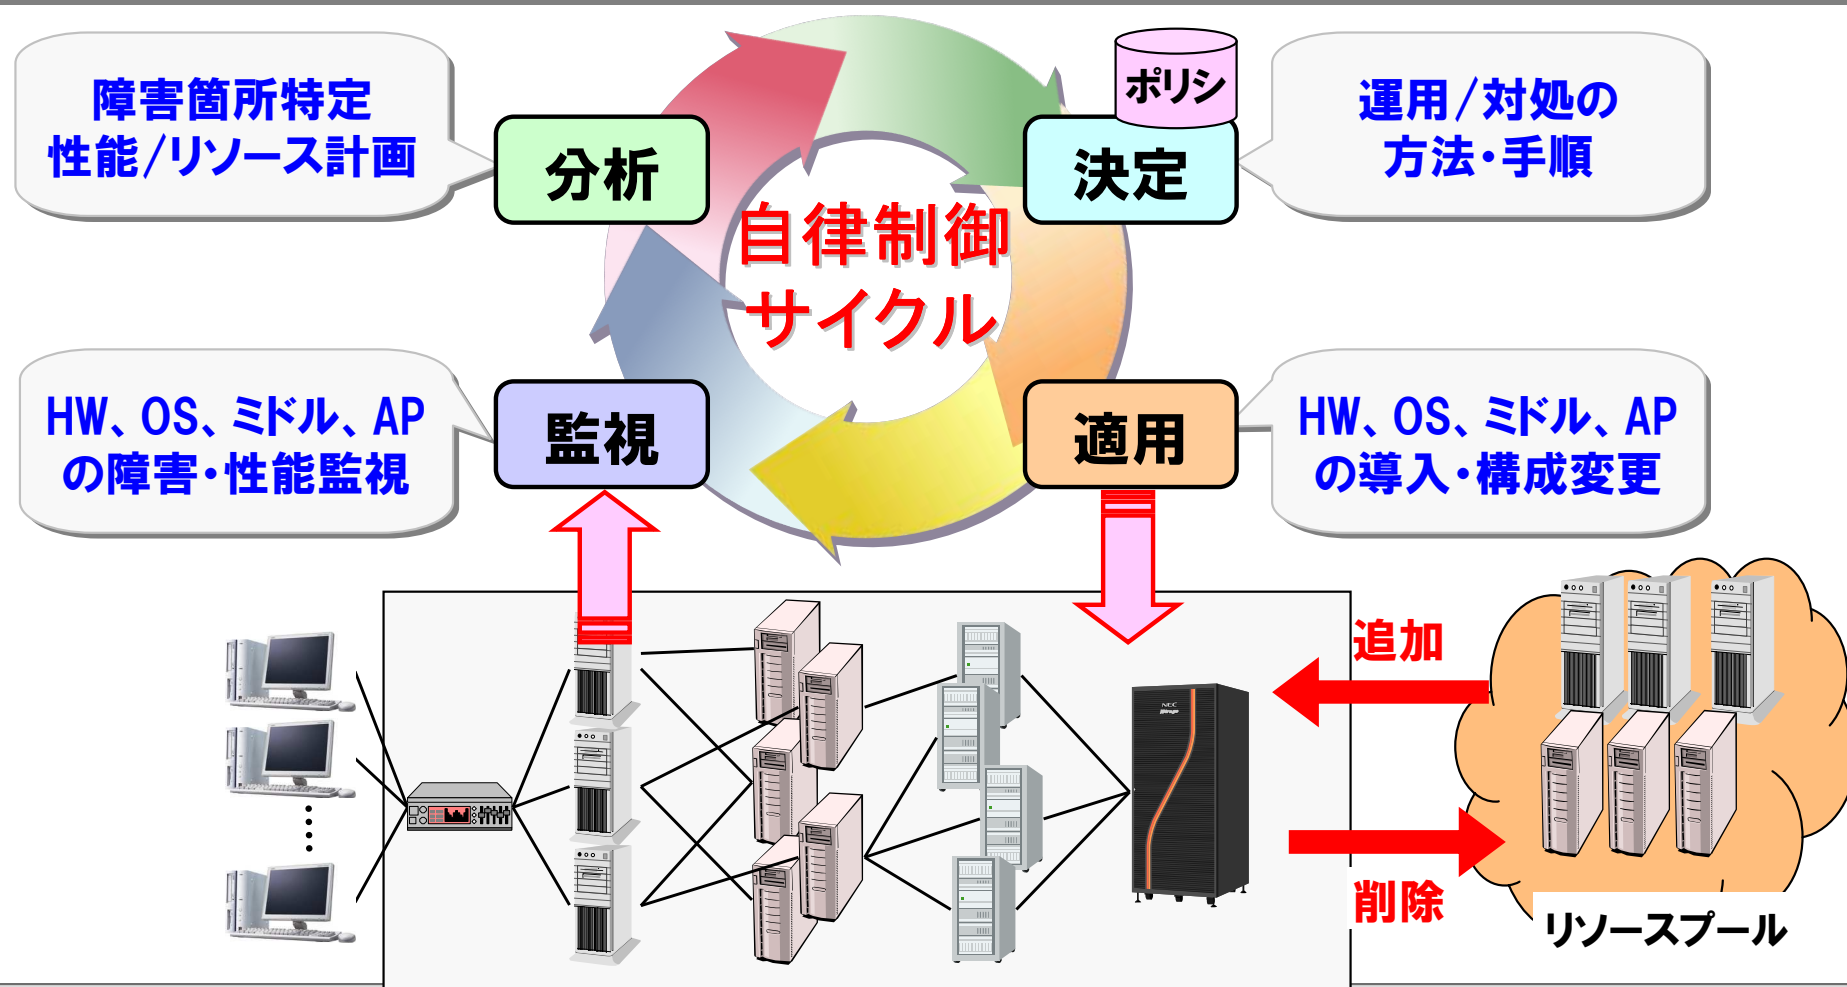 障害箇所特定
性能/リソース計画
分析
ポリシ
決定
運用/対処の
方法・手順
自律制御
サイクル
HW、OS、ミドル、AP
の障害・性能監視
監視
適用
HW、OS、ミドル、AP
の導入・構成変更
追加
NEC
削除
リソースプール